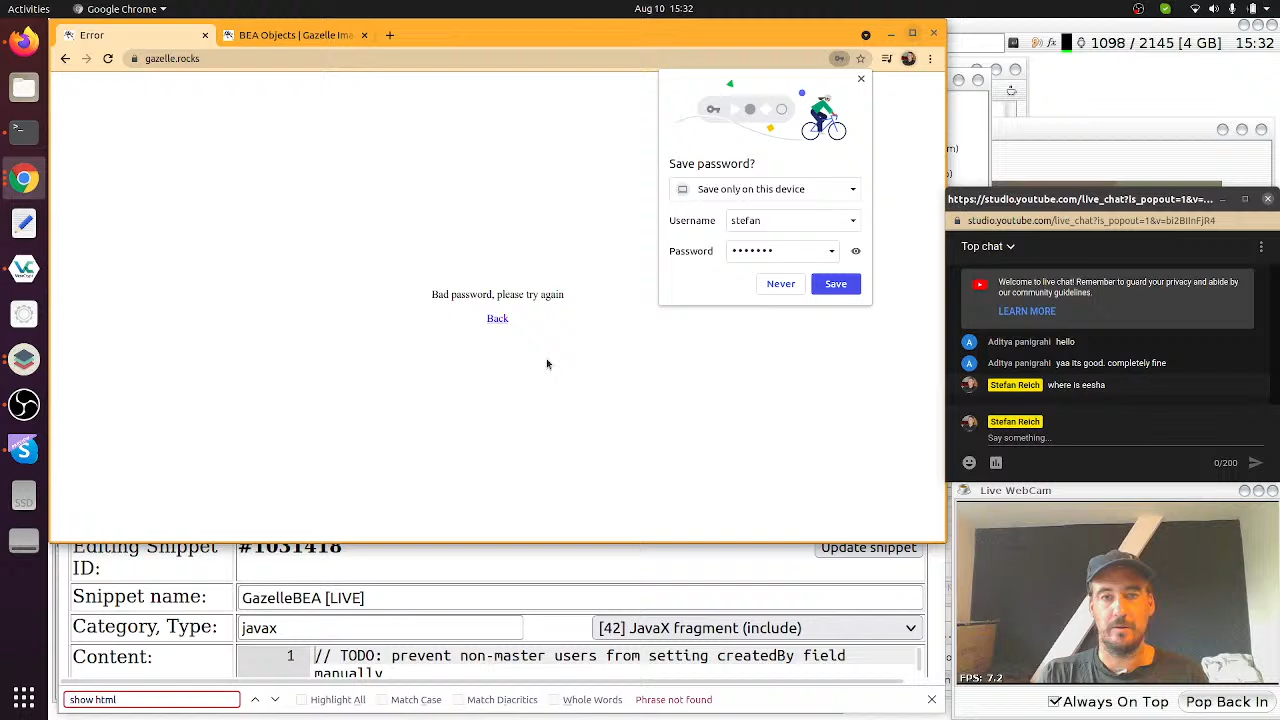 Activities
Google Chrome
Aug 10 15:32
Error
BEA Objects | Gazelle Ima
gazelle.rocks
1098 / 2145 [4 GB]
15:32
Save password?
Save only on this device
Username
stefan
Password
•••••••
Never
Save
Bad password, please try again
Back
https://studio.youtube.com/live_chat?is_popout=1&v=...
studio.youtube.com/live_chat?is_popout=1&v=bi2BIInFjR4
Top chat
Welcome to live chat! Remember to guard your privacy and abide by
our community guidelines.
LEARN MORE
A
Aditya panigrahi hello
A
Aditya panigrahi yaa its good. completely fine
Stefan Reich where is eesha
Stefan Reich
Say something...
0/200
Live WebCam
FPS: 7.2
Always On Top
Pop Back In
SSD
Editing Snippet
ID:
#1031418
Update snippet
Snippet name:
GazelleBEA [LIVE]
Category, Type:
javax
[42] JavaX fragment (include)
Content:
1
// TODO: prevent non-master users from setting createdBy field
manually
show html
Highlight All
Match Case
Match Diacritics
Whole Words
Phrase not found